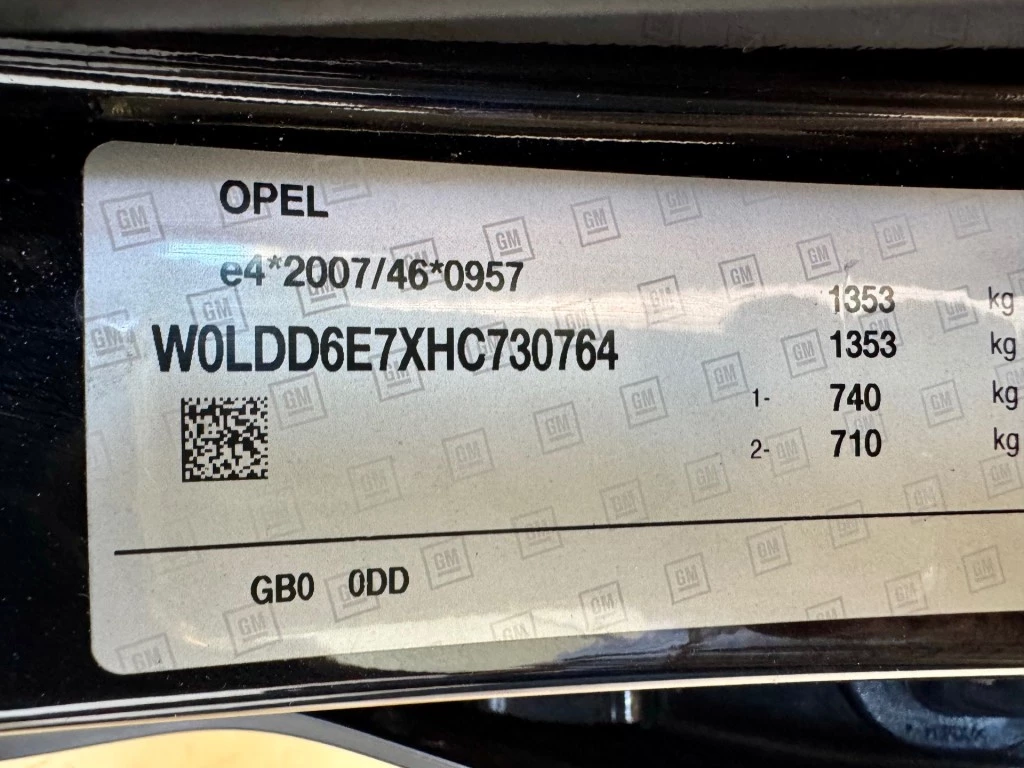 OPEL
e4*2007/46*0957
1353 kg
W0LDD6E7XHC730764
1353 kg
1- 740 kg
2- 710 kg
GB0 0DD